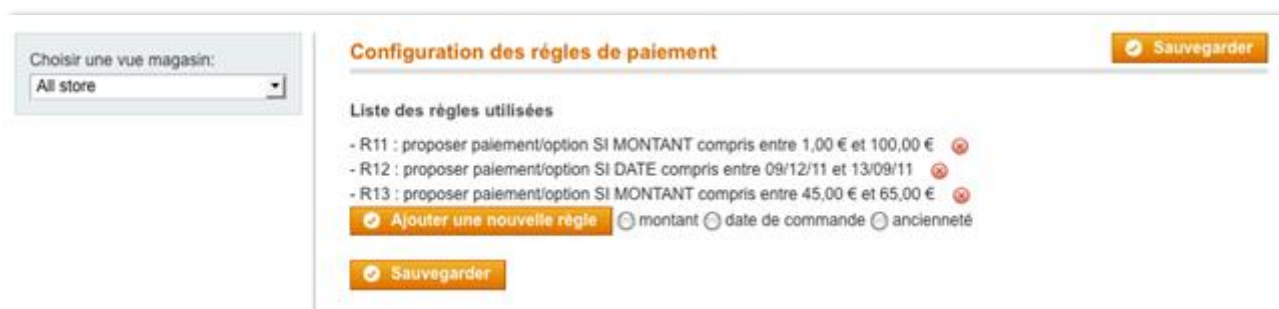 Choisir une vue magasin:
All store
Configuration des régles de paiement
Sauvegarder
Liste des règles utilisées
- R11 : proposer paiement/option SI MONTANT compris entre 1,00 € et 100,00 €
- R12 : proposer paiement/option SI DATE compris entre 09/12/11 et 13/09/11
- R13 : proposer paiement/option SI MONTANT compris entre 45,00 € et 65,00 €
Ajouter une nouvelle règle montant date de commande ancienneté
Sauvegarder